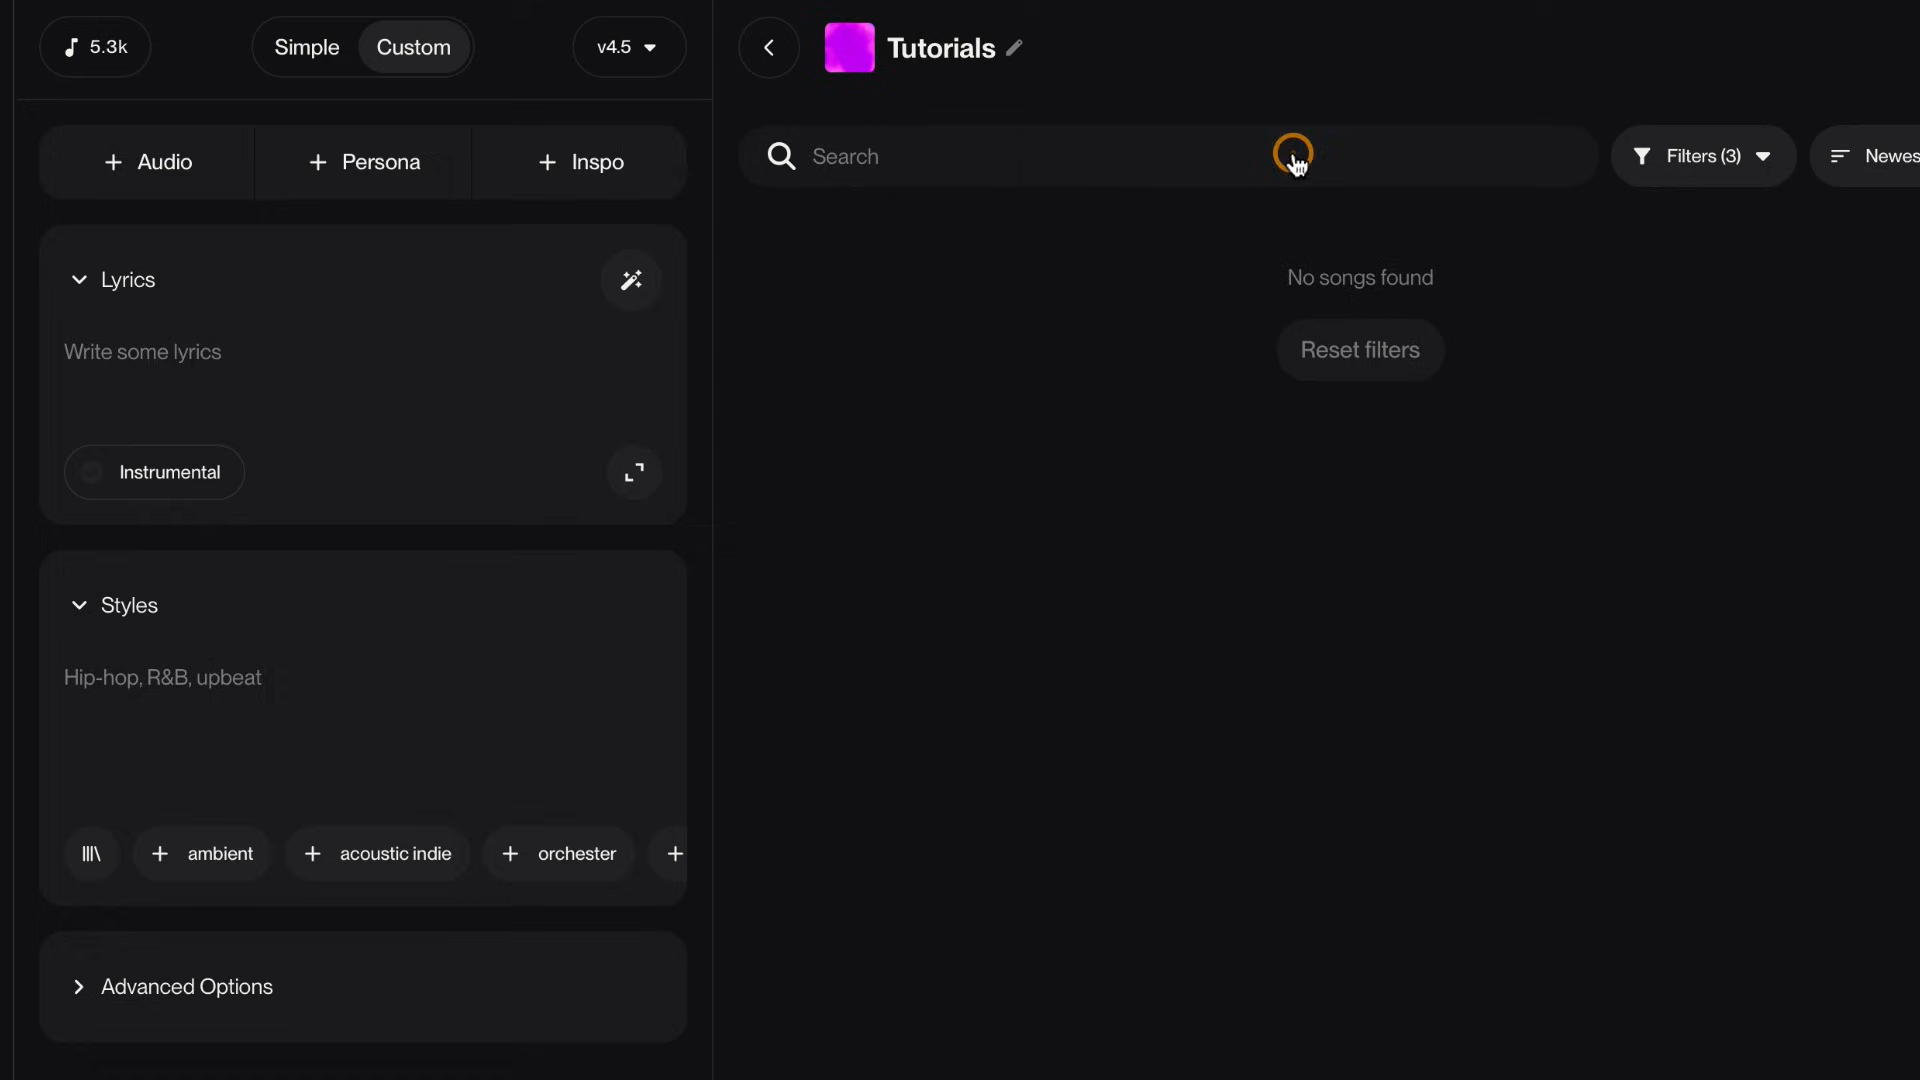 5.3k
Simple
Custom
v4.5
Tutorials
Audio
Persona
Inspo
Search
Filters (3)
Newes
Lyrics
No songs found
Write some lyrics
Reset filters
Instrumental
Styles
Hip-hop, R&B, upbeat
ambient
acoustic indie
orchester
Advanced Options